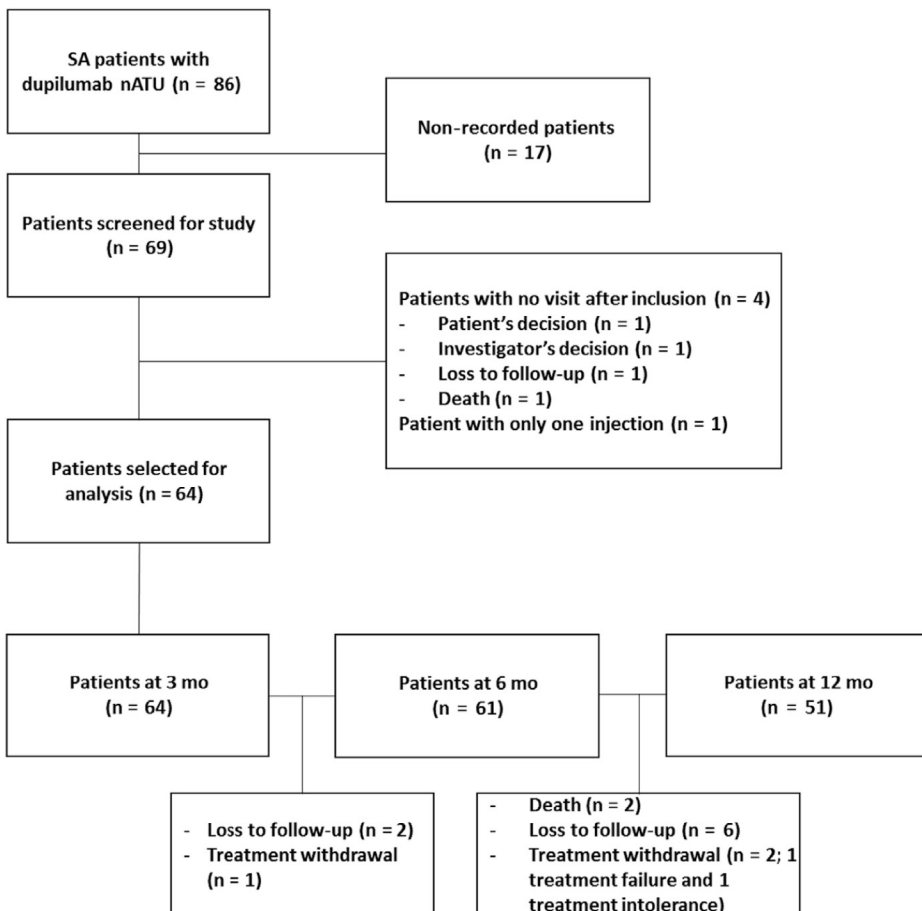 SA patients with
dupilumab nATU (n = 86)
Non-recorded patients
(n = 17)
Patients screened for study
(n = 69)
Patients with no visit after inclusion (n = 4)
- Patient's decision (n = 1)
- Investigator's decision (n = 1)
- Loss to follow-up (n = 1)
- Death (n = 1)
Patient with only one injection (n = 1)
Patients selected for
analysis (n = 64)
Patients at 3 mo
(n = 64)
Patients at 6 mo
(n = 61)
Patients at 12 mo
(n = 51)
- Loss to follow-up (n = 2)
- Treatment withdrawal
(n = 1)
- Death (n = 2)
- Loss to follow-up (n = 6)
- Treatment withdrawal (n = 2; 1
treatment failure and 1
treatment intolerance)